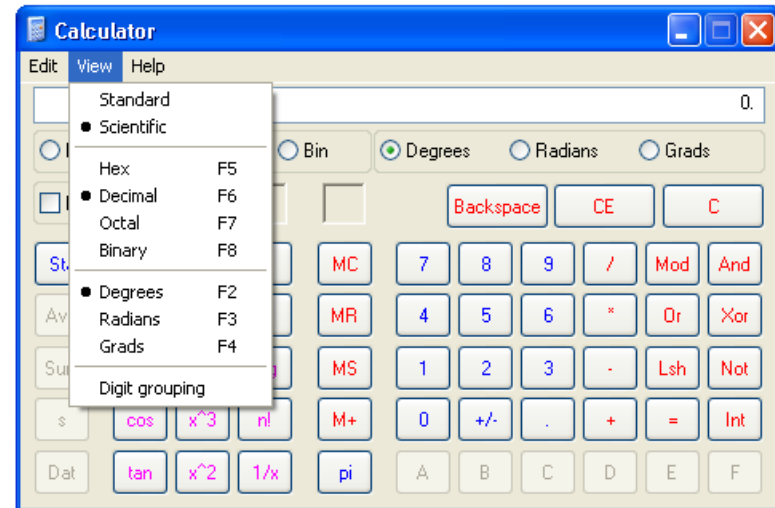 Calculator
Edit View Help
0.
Standard
Scientific
Hex F5
Decimal F6
Octal F7
Binary F8
Degrees F2
Radians F3
Grads F4
Digit grouping
Bin Degrees Radians Grads
Backspace CE C
MC 7 8 9 / Mod And
MR 4 5 6 * Or Xor
MS 1 2 3 - Lsh Not
s cos x^3 n! M+ 0 +/- . + = Int
Dat tan x^2 1/x pi A B C D E F